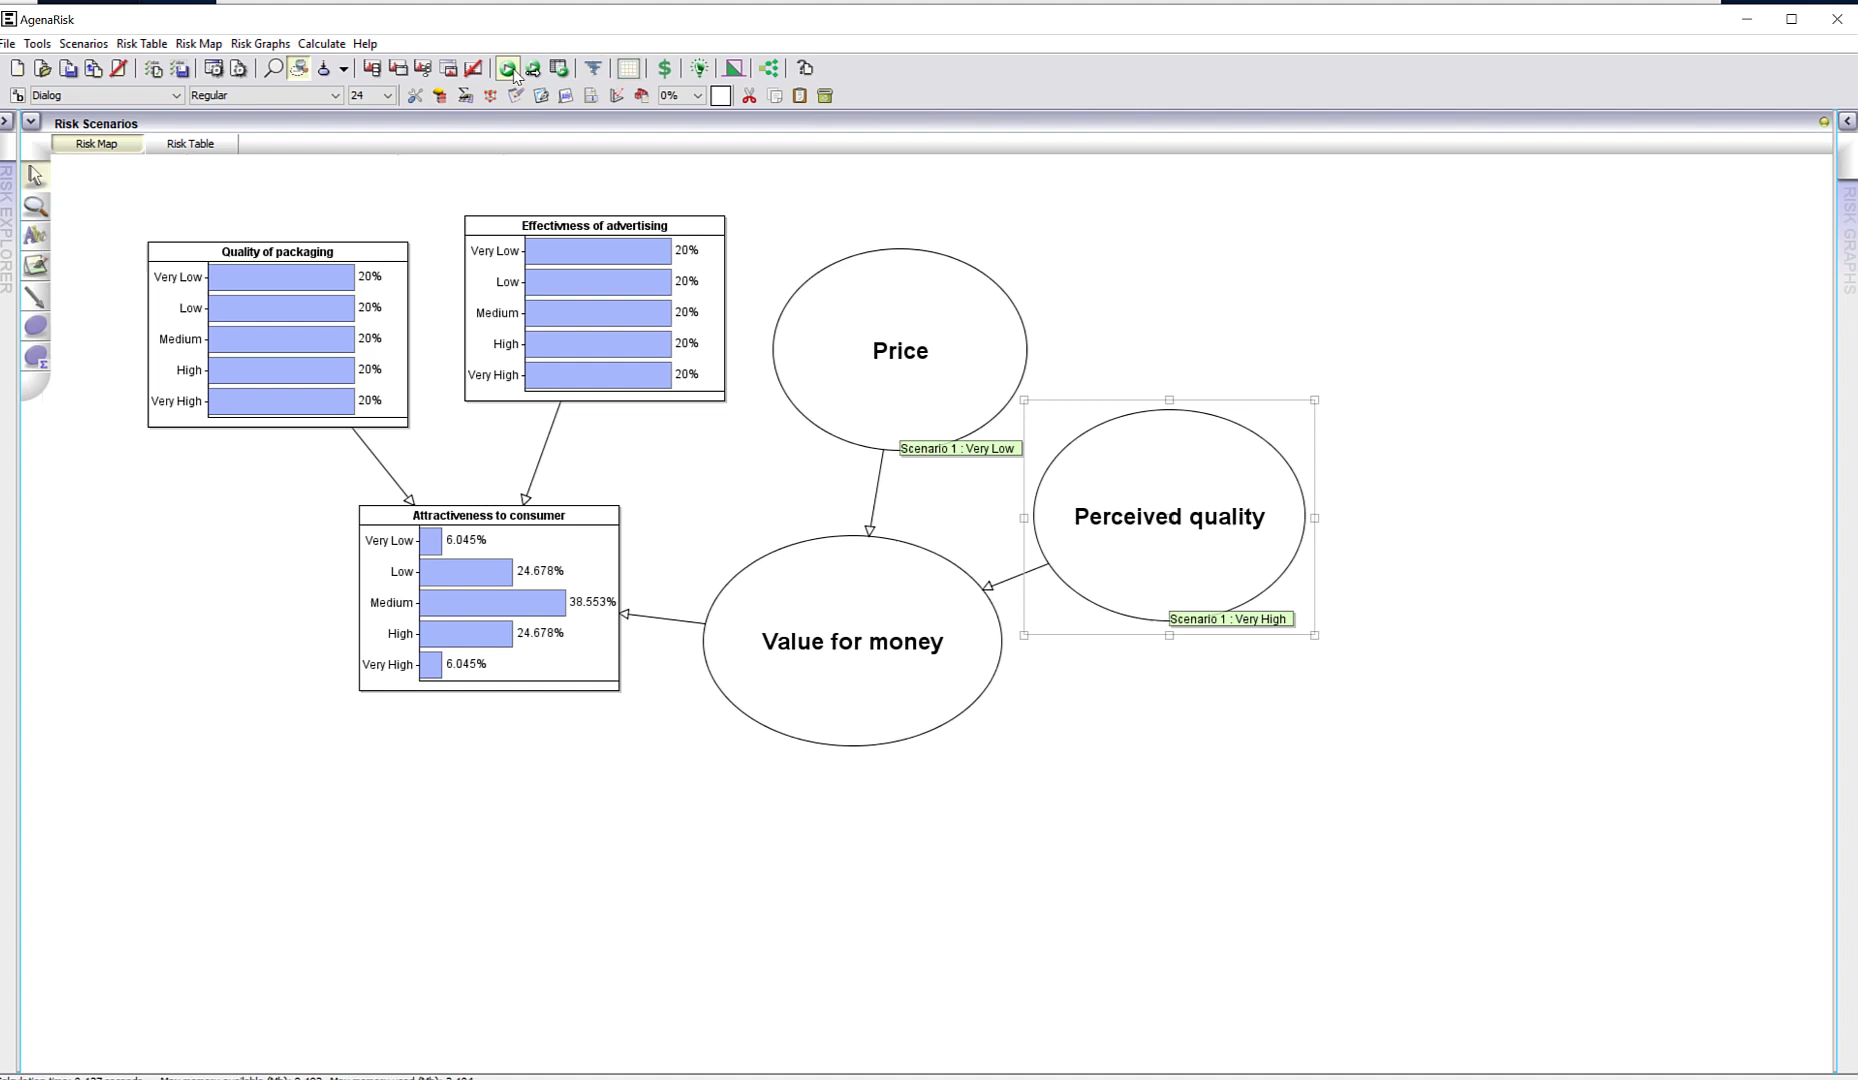 AgenaRisk
File Tools Scenarios Risk Table Risk Map Risk Graphs Calculate Help
Dialog Regular 24 0%
Risk Scenarios
Risk Map Risk Table
RISK EXPLORER
RISK GRAPHS
Quality of packaging
Very Low 20%
Low 20%
Medium 20%
High 20%
Very High 20%
Effectivness of advertising
Very Low 20%
Low 20%
Medium 20%
High 20%
Very High 20%
Price
Scenario 1 : Very Low
Perceived quality
Scenario 1 : Very High
Attractiveness to consumer
Very Low 6.045%
Low 24.678%
Medium 38.553%
High 24.678%
Very High 6.045%
Value for money